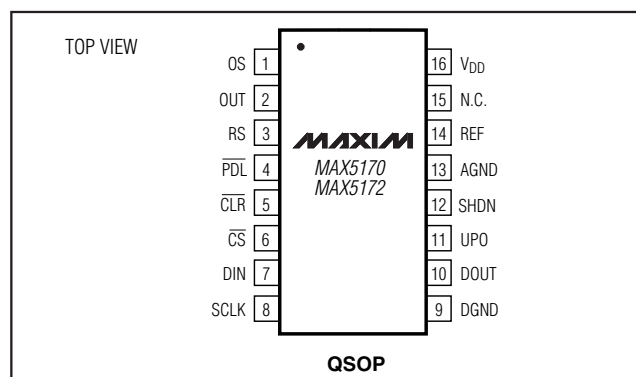 TOP VIEW
OS 1
OUT 2
RS 3
PDL 4
CLR 5
CS 6
DIN 7
SCLK 8
MAXIM
MAX5170
MAX5172
16 VDD
15 N.C.
14 REF
13 AGND
12 SHDN
11 UPO
10 DOUT
9 DGND
QSOP